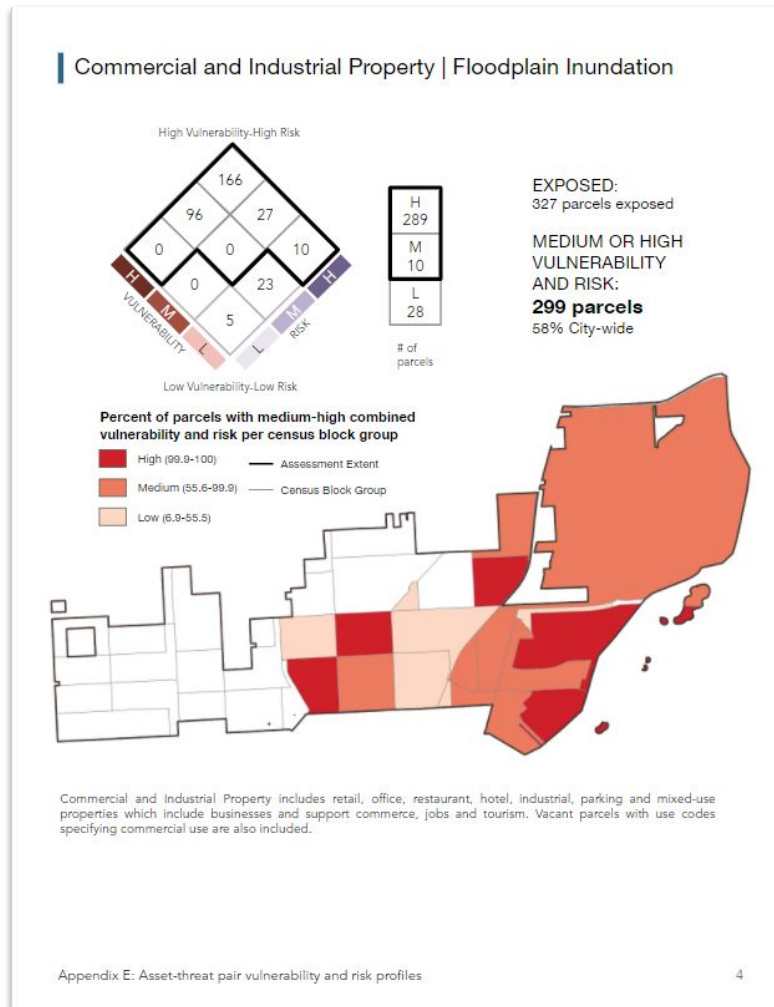 Commercial and Industrial Property | Floodplain Inundation
High Vulnerability-High Risk
166
96
27
0
0
10
0
23
5
H
M
L
VULNERABILITY
L
M
H
RISK
Low Vulnerability-Low Risk
H
289
M
10
L
28
# of
parcels
EXPOSED:
327 parcels exposed
MEDIUM OR HIGH
VULNERABILITY
AND RISK:
299 parcels
58% City-wide
Percent of parcels with medium-high combined
vulnerability and risk per census block group
High (99.9-100)
Medium (55.6-99.9)
Low (6.9-55.5)
Assessment Extent
Census Block Group
Commercial and Industrial Property includes retail, office, restaurant, hotel, industrial, parking and mixed-use
properties which include businesses and support commerce, jobs and tourism. Vacant parcels with use codes
specifying commercial use are also included.
Appendix E: Asset-threat pair vulnerability and risk profiles
4